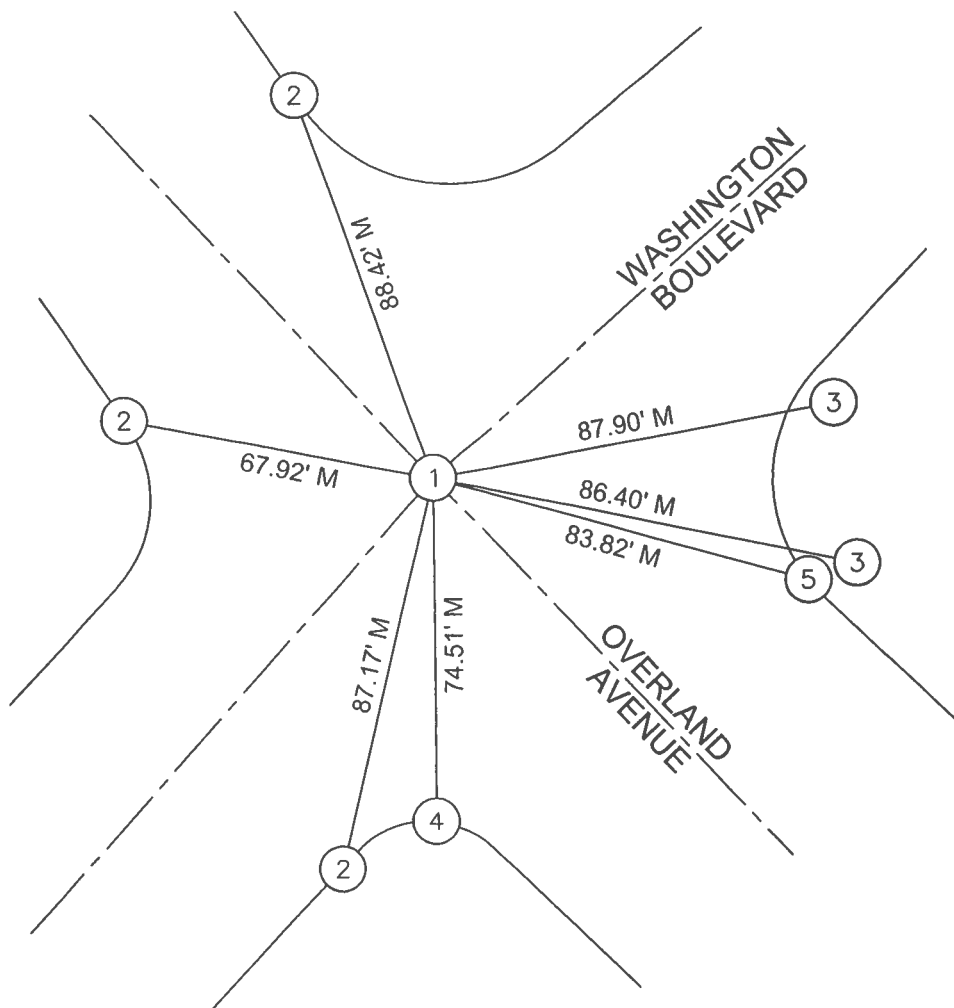 2
WASHINGTON
BOULEVARD
88.42' M
3
87.90' M
2
67.92' M
1
86.40' M
83.82' M
3
5
87.17' M
74.51' M
OVERLAND
AVENUE
4
2